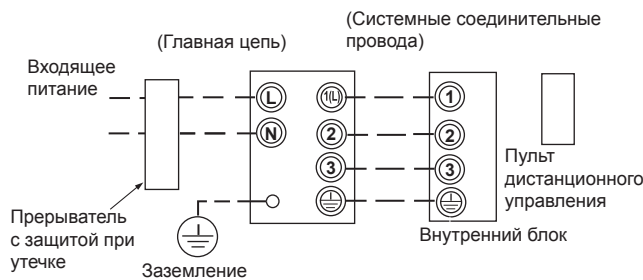 (Системные соединительные
провода)
(Главная цепь)
Входящее
питание
L
1(L)
1
N
2
2
3
3
Пульт
дистанционного
управления
Прерыватель
с защитой при
утечке
Заземление
Внутренний блок